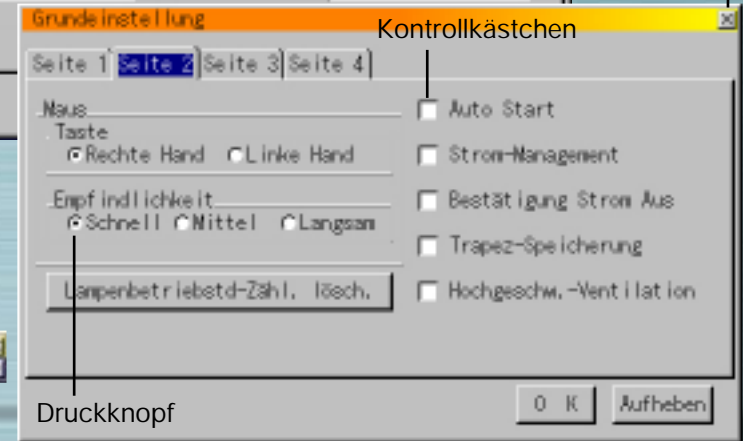 Grundeinstellung
Kontrollkästchen
Seite 1 Seite 2 Seite 3 Seite 4
Maus
Taste
Rechte Hand Linke Hand
Empfindlichkeit
Schnell Mittel Langsam
Lampenbetriebstd-Zähl. lösch.
Auto Start
Strom-Management
Bestätigung Strom Aus
Trapez-Speicherung
Hochgeschw.-Ventilation
Druckknopf
O K Aufheben